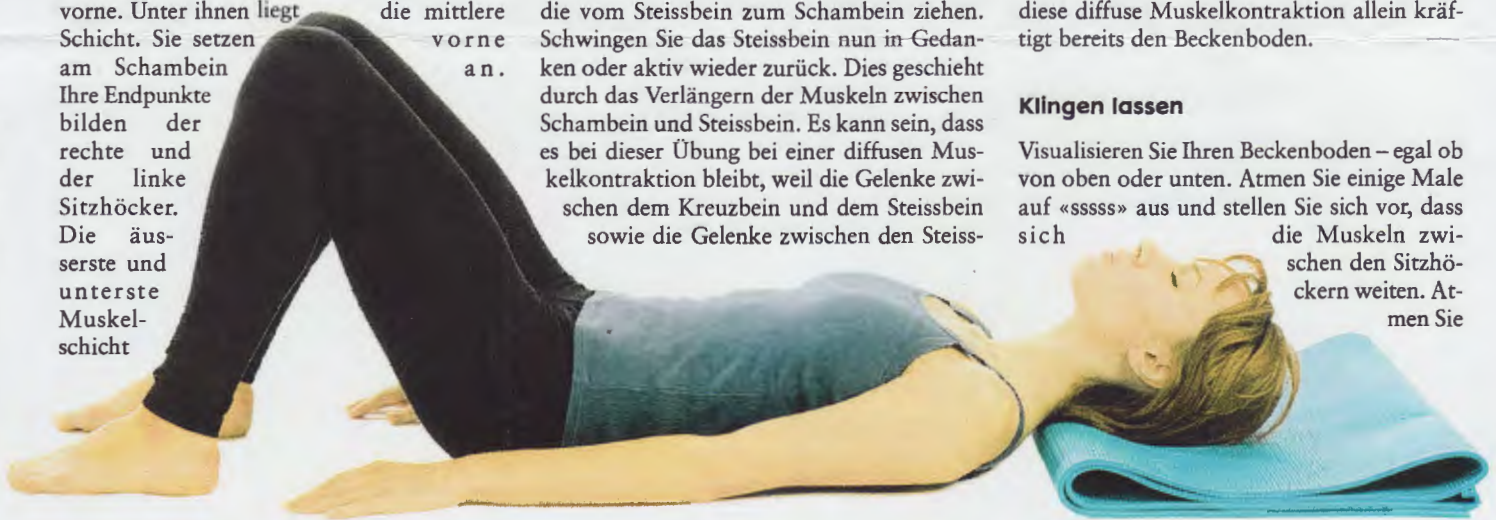 vorne. Unter ihnen liegt die mittlere
Schicht. Sie setzen vorne
am Schambein an.
Ihre Endpunkte
bilden der
rechte und
der linke
Sitzhöcker.
Die äus-
serste und
unterste
Muskel-
schicht
die vom Steissbein zum Schambein ziehen.
Schwingen Sie das Steissbein nun in Gedan-
ken oder aktiv wieder zurück. Dies geschieht
durch das Verlängern der Muskeln zwischen
Schambein und Steissbein. Es kann sein, dass
es bei dieser Übung bei einer diffusen Mus-
kelkontraktion bleibt, weil die Gelenke zwi-
schen dem Kreuzbein und dem Steissbein
sowie die Gelenke zwischen den Steiss-
diese diffuse Muskelkontraktion allein kräf-
tigt bereits den Beckenboden.
Klingen lassen
Visualisieren Sie Ihren Beckenboden – egal ob
von oben oder unten. Atmen Sie einige Male
auf «sssss» aus und stellen Sie sich vor, dass
sich die Muskeln zwi-
schen den Sitzhö-
ckern weiten. At-
men Sie